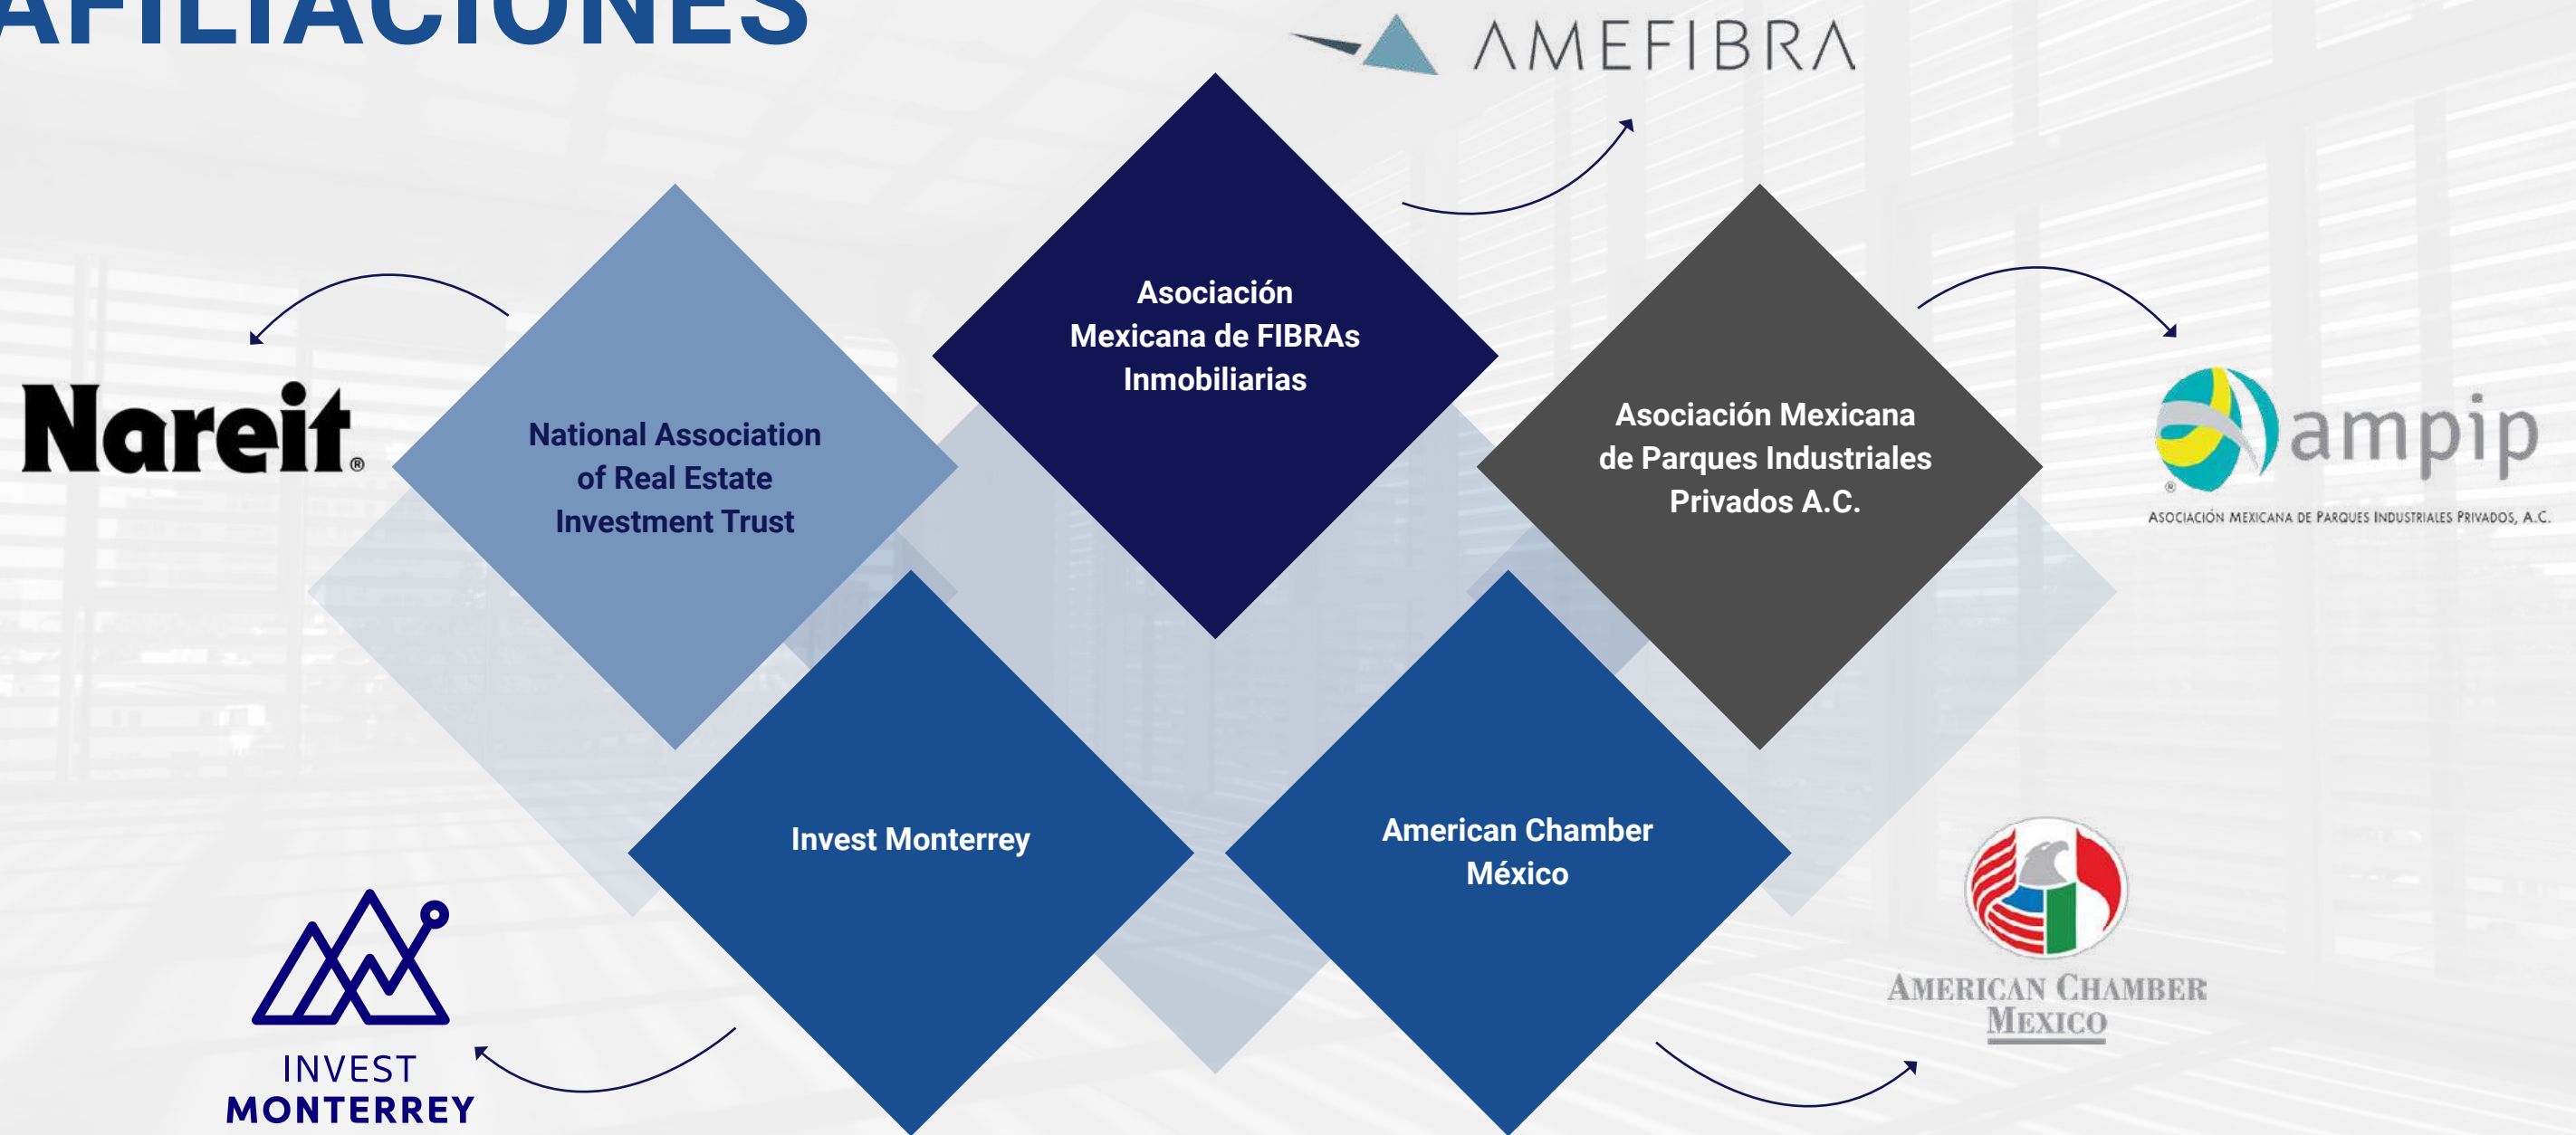 AFILIACIONES
AMEFIBRA
Asociación
Mexicana de FIBRAs
Inmobiliarias
National Association
of Real Estate
Investment Trust
Nareit®
Asociación Mexicana
de Parques Industriales
Privados A.C.
ampip
®
ASOCIACIÓN MEXICANA DE PARQUES INDUSTRIALES PRIVADOS, A.C.
Invest Monterrey
American Chamber
México
INVEST
MONTERREY
AMERICAN CHAMBER
MEXICO